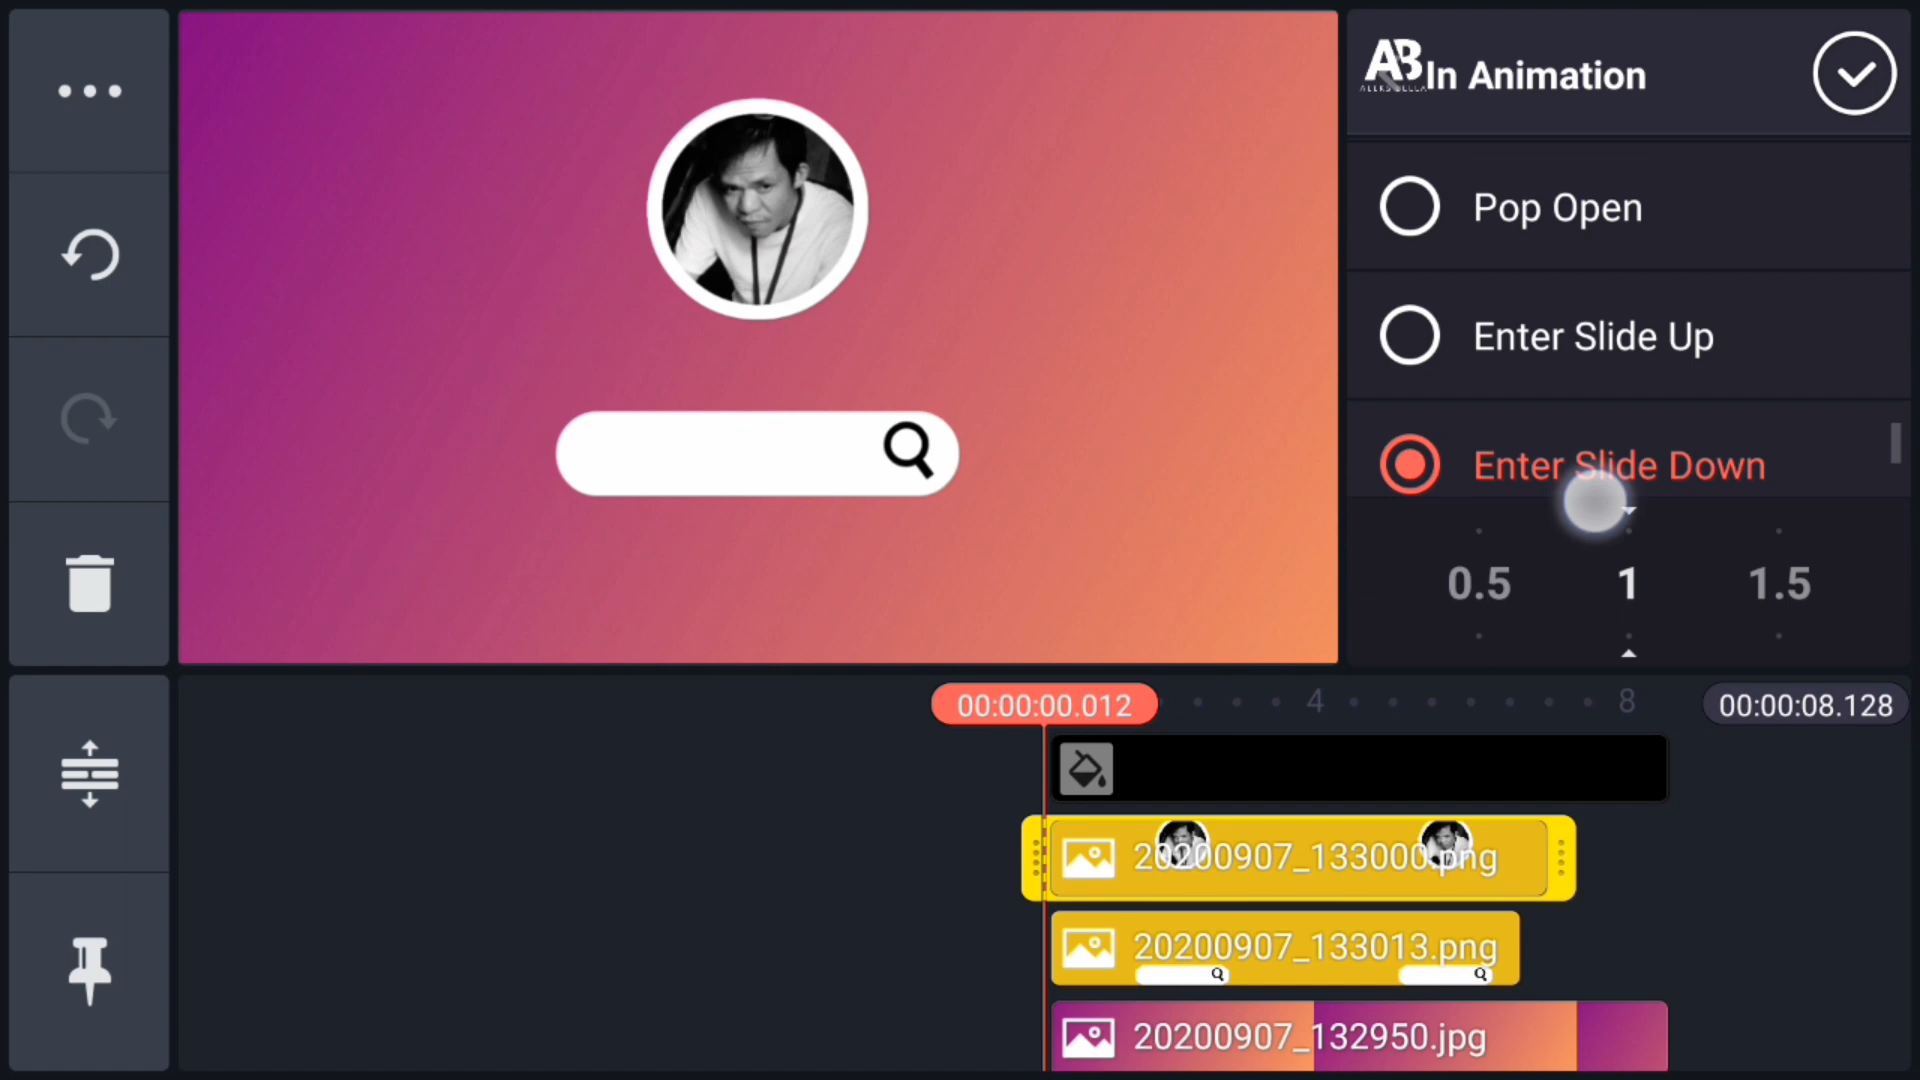 AB
In Animation
Pop Open
Enter Slide Up
Enter Slide Down
0.5 1 1.5
00:00:00.012 4 8 00:00:08.128
20200907_133000.png
20200907_133013.png
20200907_132950.jpg